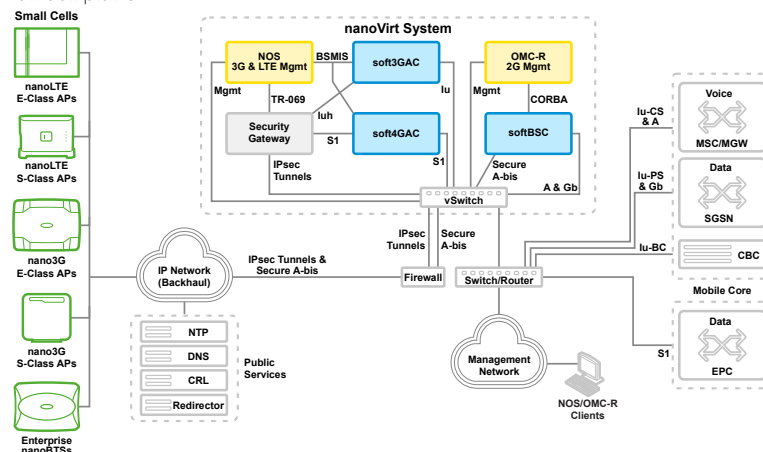 Small Cells
nanoLTE
E-Class APs
nanoLTE
S-Class APs
nano3G
E-Class APs
nano3G
S-Class APs
Enterprise
nanoBTSs
nanoVirt System
NOS
3G & LTE Mgmt
BSMIS
soft3GAC
OMC-R
2G Mgmt
Mgmt
TR-069
Iuh
Iu
Mgmt
CORBA
Security
Gateway
S1
soft4GAC
softBSC
IPsec
Tunnels
S1
Secure
A-bis
A & Gb
vSwitch
IPsec
Tunnels
Secure
A-bis
IP Network
(Backhaul)
IPsec Tunnels &
Secure A-bis
Firewall
Switch/Router
NTP
DNS
CRL
Redirector
Public
Services
Management
Network
NOS/OMC-R
Clients
Iu-CS
& A
Voice
MSC/MGW
Iu-PS
& Gb
Data
SGSN
Iu-BC
CBC
Mobile Core
Data
S1
EPC